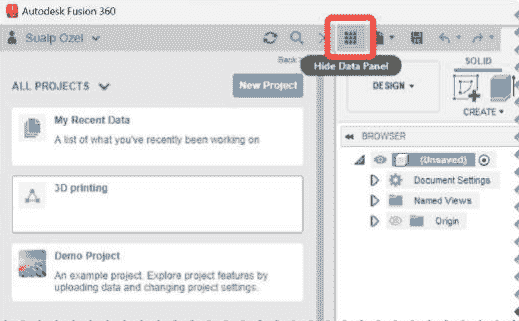 Autodesk Fusion 360
Sualp Ozel
Back
Hide Data Panel
ALL PROJECTS
New Project
My Recent Data
A list of what you've recently been working on
3D printing
Demo Project
An example project. Explore project features by
uploading data and changing project settings.
SOLID
DESIGN
CREATE
BROWSER
(Unsaved)
Document Settings
Named Views
Origin